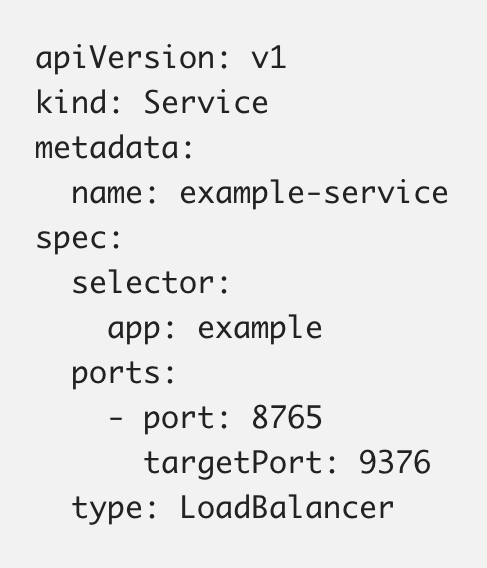 apiVersion: v1
kind: Service
metadata:
  name: example-service
spec:
  selector:
    app: example
  ports:
    - port: 8765
      targetPort: 9376
  type: LoadBalancer